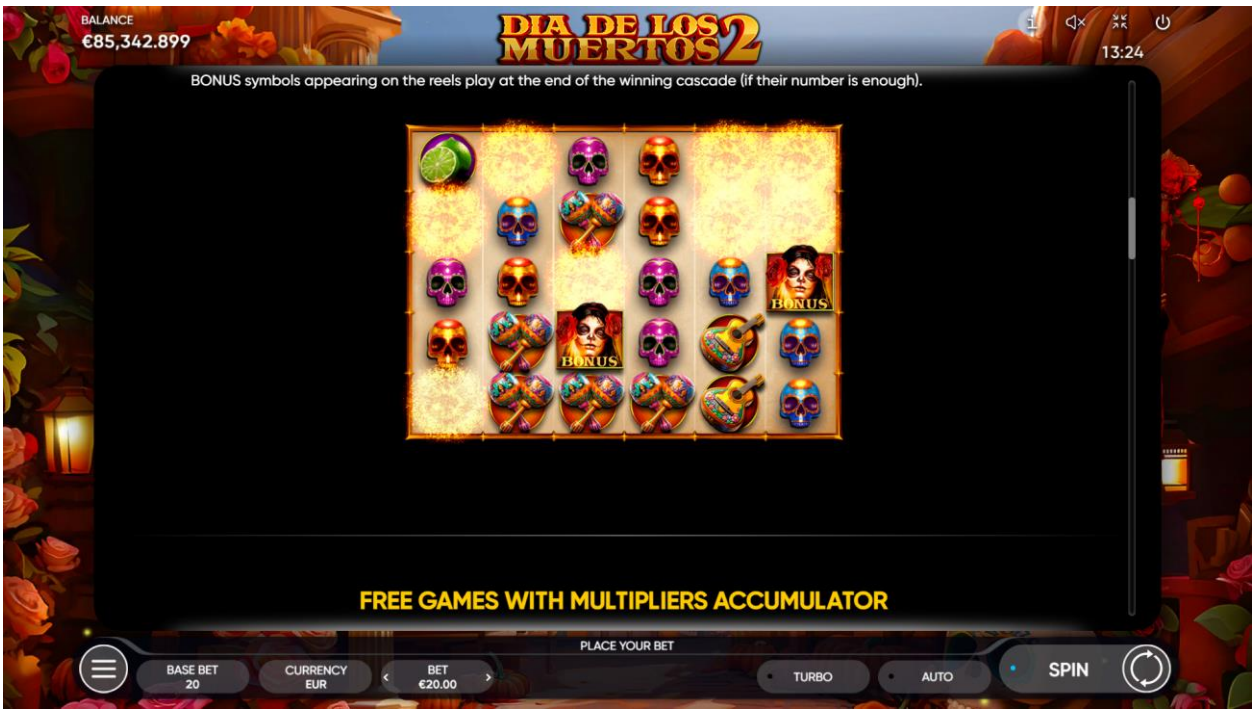 BALANCE
€85,342.899
DIA DE LOS
MUERTOS 2
13:24
BONUS symbols appearing on the reels play at the end of the winning cascade (if their number is enough).
BONUS
BONUS
FREE GAMES WITH MULTIPLIERS ACCUMULATOR
PLACE YOUR BET
BASE BET
20
CURRENCY
EUR
BET
€20.00
TURBO
AUTO
SPIN